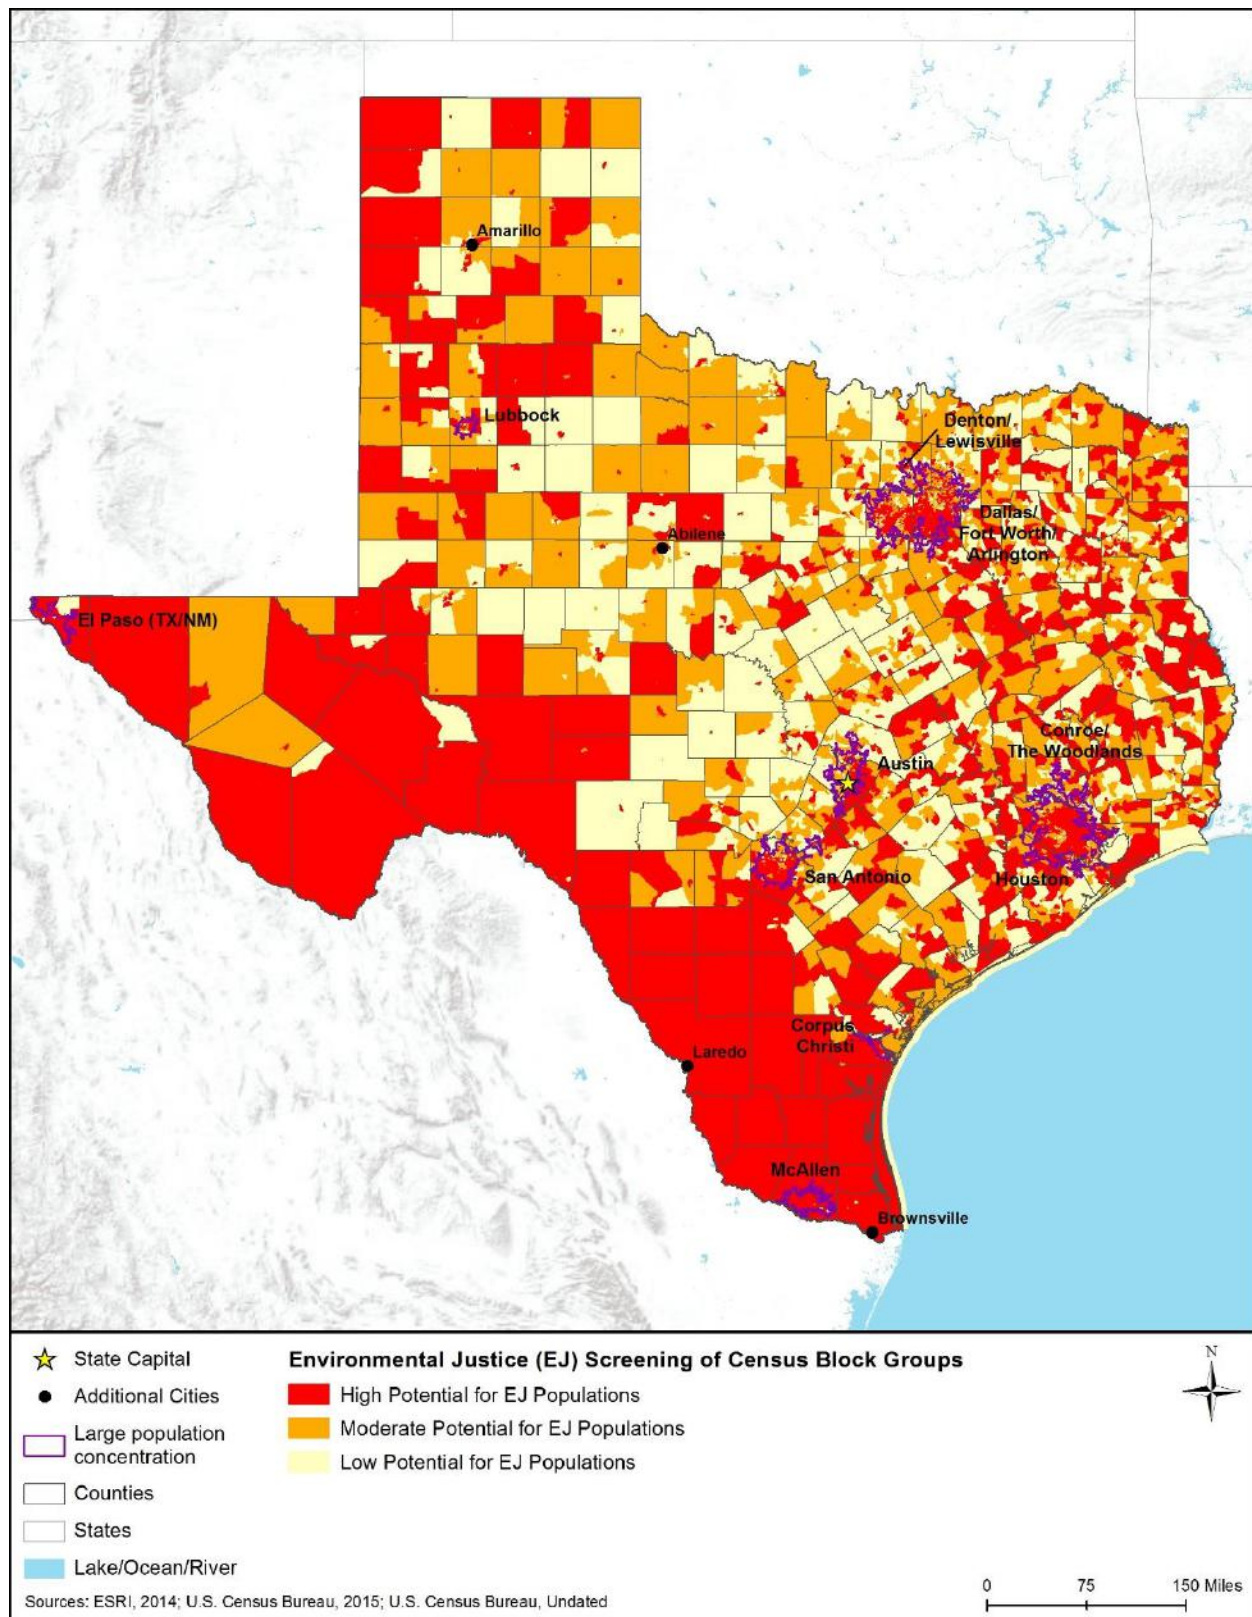 Amarillo
Lubbock
Denton/
Lewisville
Dallas/
Fort Worth/
Arlington
Abilene
El Paso (TX/NM)
Conroe/
The Woodlands
Austin
San Antonio
Houston
Corpus
Christi
Laredo
McAllen
Brownsville
State Capital
Additional Cities
Large population
concentration
Counties
States
Lake/Ocean/River
Environmental Justice (EJ) Screening of Census Block Groups
High Potential for EJ Populations
Moderate Potential for EJ Populations
Low Potential for EJ Populations
N
0 75 150 Miles
Sources: ESRI, 2014; U.S. Census Bureau, 2015; U.S. Census Bureau, Undated